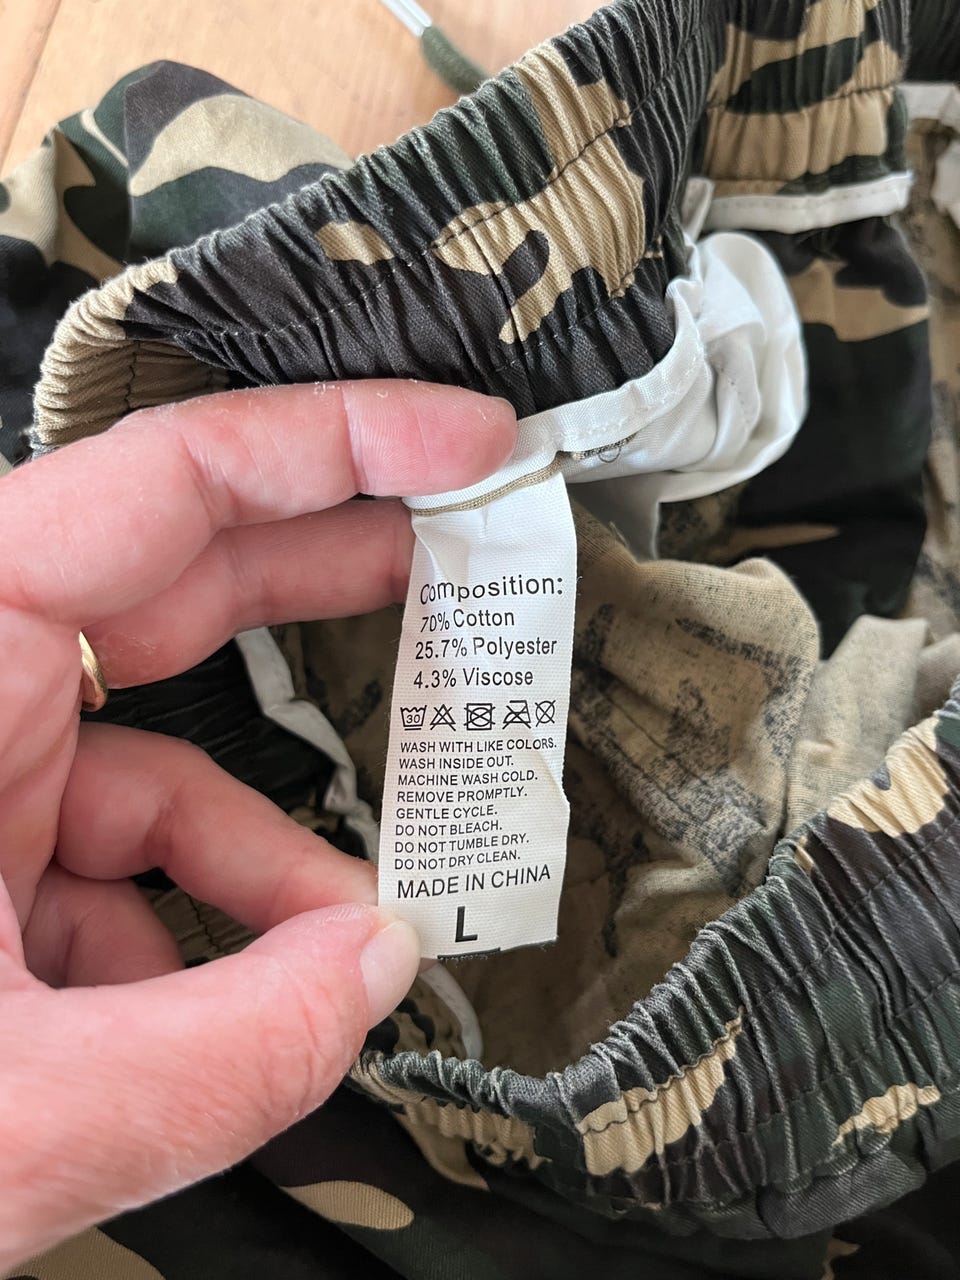 Composition:
70% Cotton
25.7% Polyester
4.3% Viscose
30
WASH WITH LIKE COLORS.
WASH INSIDE OUT.
MACHINE WASH COLD.
REMOVE PROMPTLY.
GENTLE CYCLE.
DO NOT BLEACH.
DO NOT TUMBLE DRY.
DO NOT DRY CLEAN.
MADE IN CHINA
L